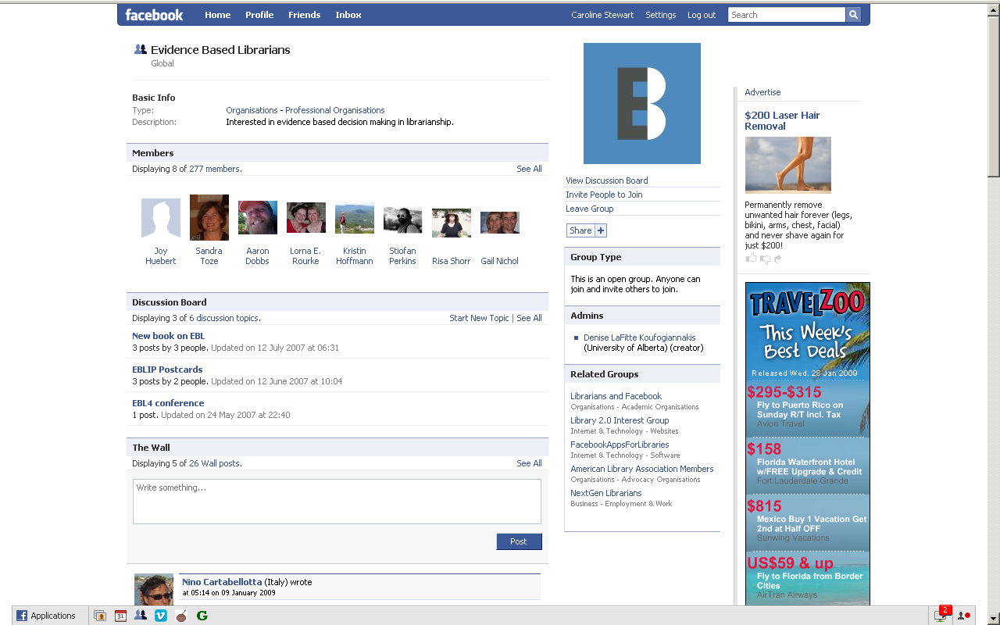 facebook Home Profile Friends Inbox Caroline Stewart Settings Log out Search
Evidence Based Librarians
Global
Basic Info
Type: Organisations - Professional Organisations
Description: Interested in evidence based decision making in librarianship.
Members
Displaying 8 of 277 members. See All
Joy Huebert
Sandra Toze
Aaron Dobbs
Lorna E. Rourke
Kristin Hoffmann
Stiofan Perkins
Risa Shorr
Gail Nichol
Discussion Board
Displaying 3 of 6 discussion topics. Start New Topic | See All
New book on EBL
3 posts by 3 people. Updated on 12 July 2007 at 06:31
EBLIP Postcards
3 posts by 2 people. Updated on 12 June 2007 at 10:04
EBL4 conference
1 post. Updated on 24 May 2007 at 22:40
The Wall
Displaying 5 of 26 Wall posts. See All
Write something...
Post
Nino Cartabellotta (Italy) wrote
at 05:14 on 09 January 2009
EB
View Discussion Board
Invite People to Join
Leave Group
Share +
Group Type
This is an open group. Anyone can
join and invite others to join.
Admins
Denise LaFitte Koufogiannakis
(University of Alberta) (creator)
Related Groups
Librarians and Facebook
Organisations - Academic Organisations
Library 2.0 Interest Group
Internet & Technology - Websites
FacebookAppsForLibraries
Internet & Technology - Software
American Library Association Members
Organisations - Advocacy Organisations
NextGen Librarians
Business - Employment & Work
Advertise
$200 Laser Hair
Removal
Permanently remove
unwanted hair forever (legs,
bikini, arms, chest, facial)
and never shave again for
just $200!
TRAVELZOO
This Week's
Best Deals
Released Wed, 28 Jan 2009
$295-$315
Fly to Puerto Rico on
Sunday R/T incl. Tax
Avion Travel
$158
Florida Waterfront Hotel
w/FREE Upgrade & Credit
Fort Lauderdale Grande
$815
Mexico Buy 1 Vacation Get
2nd at Half OFF
Sunwing Vacations
US$59 & up
Fly to Florida from Border
Cities
AirTran Airways
Applications 31 G 2